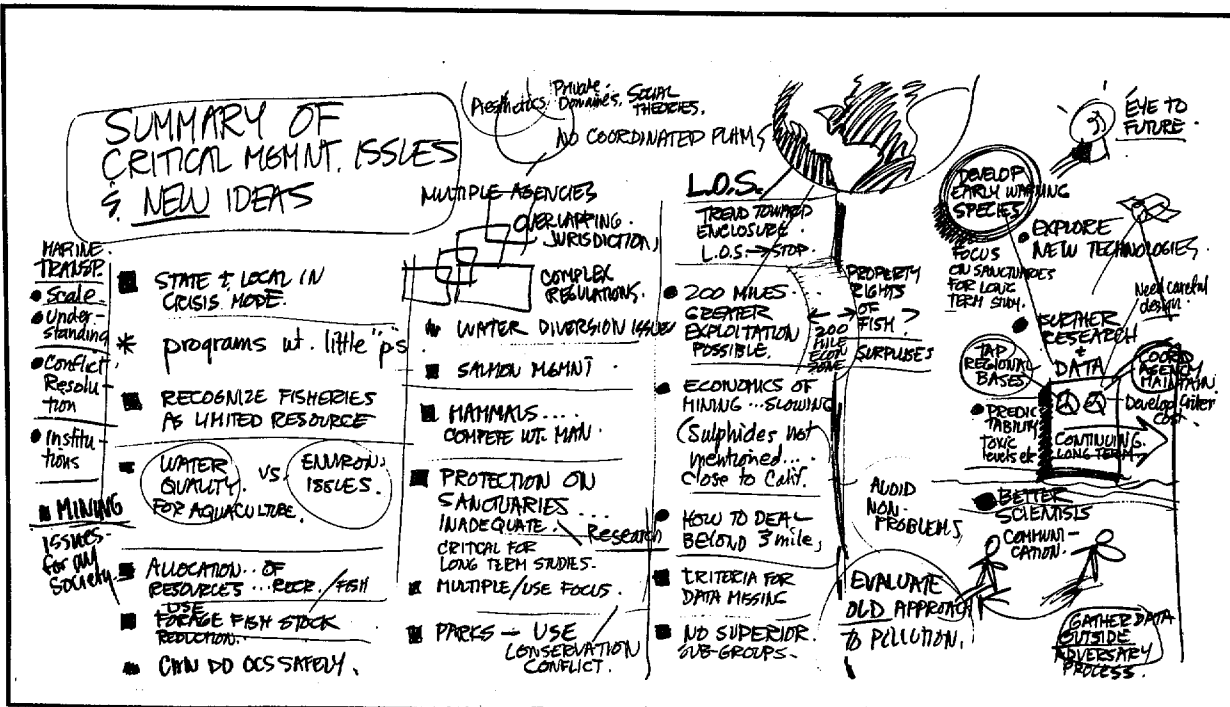 SUMMARY OF
CRITICAL MGMNT. ISSUES
& NEW IDEAS
MARINE
TRANSP.
Scale
Under-
standing
Conflict
Resolu-
tion
Institu-
tions
MINING
ISSUES
for any
society.
STATE & LOCAL IN
CRISIS MODE.
* programs wt. little "p's.
RECOGNIZE FISHERIES
AS LIMITED RESOURCE
WATER
QUALITY VS. ENVIRON.
ISSUES.
FOR AQUACULTURE.
ALLOCATION.. OF
RESOURCES ...RECR. / FISH
USE
FORAGE FISH STOCK
REDUCTION.
CAN DO OCS SAFELY.
Aesthetics
Private
Domaines.
SOCIAL
THEORIES.
NO COORDINATED PLANS
MULTIPLE AGENCIES
OVERLAPPING
JURISDICTION
COMPLEX
REGULATIONS.
WATER DIVERSION ISSUES
SALMON MGMNT
MAMMALS ....
COMPETE WT. MAN.
PROTECTION ON
SANCTUARIES ...
INADEQUATE.
Research
CRITCAL FOR
LONG TERM STUDIES.
MULTIPLE/USE FOCUS.
PARKS — USE
CONSERVATION
CONFLICT.
L.O.S.
TREND TOWARD
ENCLOSURE
L.O.S. → STOP
200 MILES
GREATER
EXPLOITATION
POSSIBLE.
200
MILE
ECON
ZONE
PROPERTY
RIGHTS
OF
FISH ?
SURPLUSES
ECONOMICS OF
MINING ... SLOWING
(Sulphides not
mentioned...
Close to Calif.
HOW TO DEAL
BEYOND 3 mile,
CRITERIA FOR
DATA MISSING
NO SUPERIOR
SUB-GROUPS.
AVOID
NON-
PROBLEMS
EVALUATE
OLD APPROACH
TO POLLUTION.
EYE TO
FUTURE.
DEVELOP
EARLY WARNING
SPECIES
FOCUS
ON SANCTUARIES
FOR LONG
TERM STUDY.
EXPLORE
NEW TECHNOLOGIES.
Need careful
design.
FURTHER
RESEARCH
+
DATA
TAP
REGIONAL
BASES
COORD
AGENCY
MAINTAIN
Develop Criter
Cost
PREDIC
TABILITY
TOXIC
levels etc
CONTINUING
LONG TERM
BETTER
SCIENTISTS
COMMUNI-
CATION.
GATHER DATA
OUTSIDE
ADVERSARY
PROCESS.